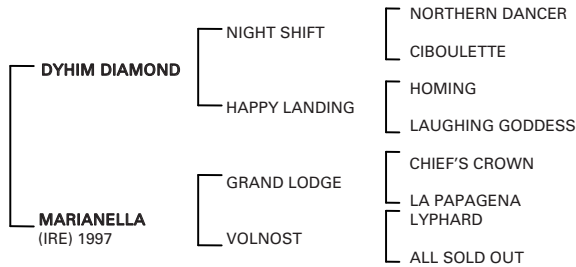 NORTHERN DANCER
NIGHT SHIFT
CIBOULETTE
DYHIM DIAMOND
HOMING
HAPPY LANDING
LAUGHING GODDESS
CHIEF'S CROWN
GRAND LODGE
LA PAPAGENA
MARIANELLA
(IRE) 1997
LYPHARD
VOLNOST
ALL SOLD OUT